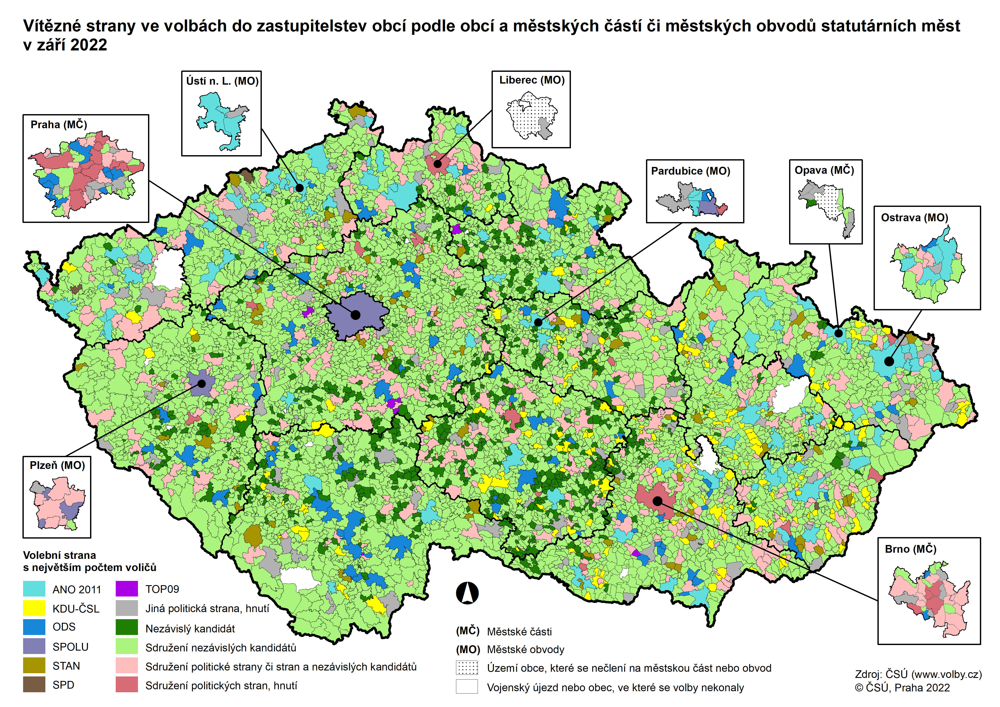 Vítězné strany ve volbách do zastupitelstev obcí podle obcí a městských částí či městských obvodů statutárních měst
v září 2022
Ústí n. L. (MO)
Liberec (MO)
Praha (MČ)
Pardubice (MO)
Opava (MČ)
Ostrava (MO)
Plzeň (MO)
Brno (MČ)
Volební strana
s největším počtem voličů
ANO 2011
KDU-ČSL
ODS
SPOLU
STAN
SPD
TOP09
Jiná politická strana, hnutí
Nezávislý kandidát
Sdružení nezávislých kandidátů
Sdružení politické strany či stran a nezávislých kandidátů
Sdružení politických stran, hnutí
(MČ) Městské části
(MO) Městské obvody
Území obce, které se nečlení na městskou část nebo obvod
Vojenský újezd nebo obec, ve které se volby nekonaly
Zdroj: ČSÚ (www.volby.cz)
© ČSÚ, Praha 2022